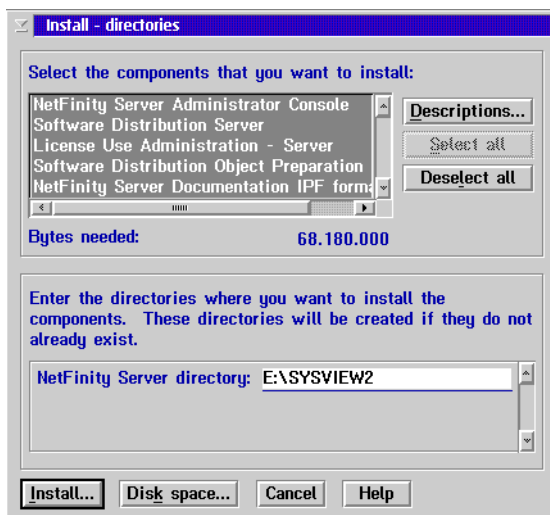 Install - directories
Select the components that you want to install:
NetFinity Server Administrator Console
Software Distribution Server
License Use Administration - Server
Software Distribution Object Preparation
NetFinity Server Documentation IPF forma
Descriptions...
Select all
Deselect all
Bytes needed: 68.180.000
Enter the directories where you want to install the
components. These directories will be created if they do not
already exist.
NetFinity Server directory: E:\SYSVIEW2
Install... Disk space... Cancel Help